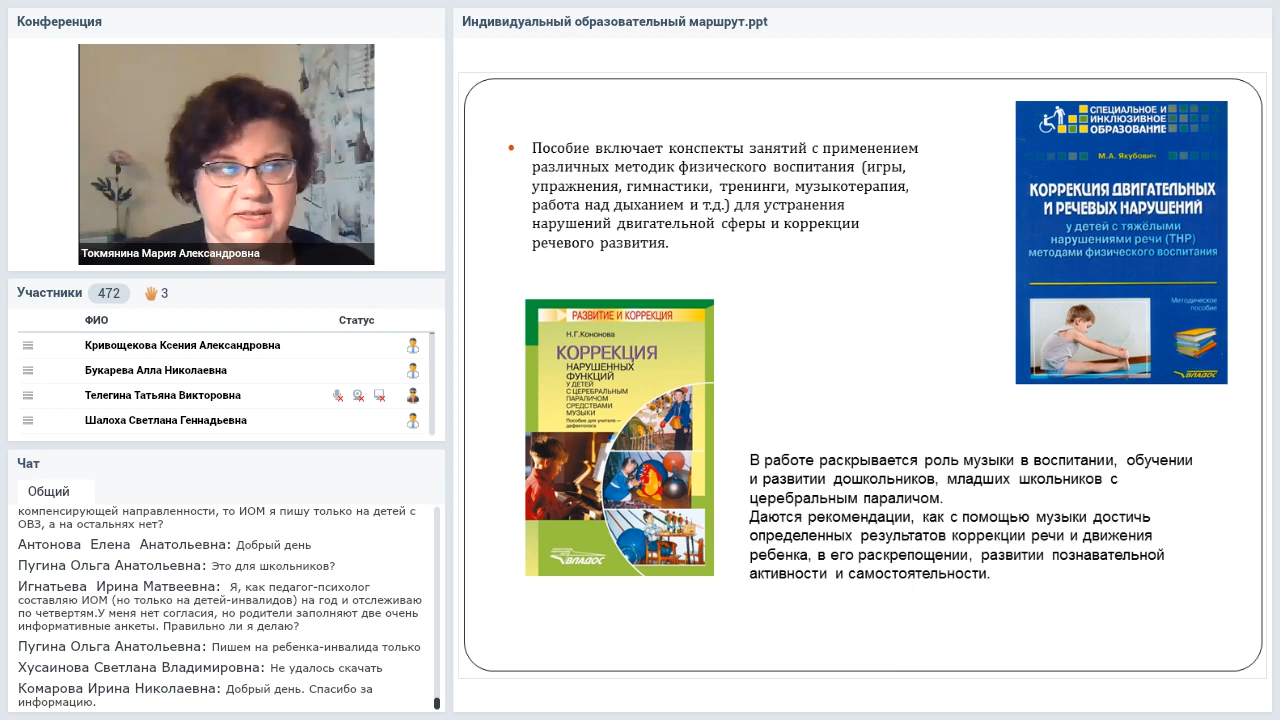 Конференция
Токмянина Мария Александровна
Участники 472 3
ФИО Статус
Кривощекова Ксения Александровна
Букарева Алла Николаевна
Телегина Татьяна Викторовна
Шалоха Светлана Геннадьевна
Чат
Общий
компенсирующей направленности, то ИОМ я пишу только на детей с
ОВЗ, а на остальнях нет?
Антонова Елена Анатольевна: Добрый день
Пугина Ольга Анатольевна: Это для школьников?
Игнатьева Ирина Матвеевна: Я, как педагог-психолог
составляю ИОМ (но только на детей-инвалидов) на год и отслеживаю
по четвертям.У меня нет согласия, но родители заполняют две очень
информативные анкеты. Правильно ли я делаю?
Пугина Ольга Анатольевна: Пишем на ребенка-инвалида только
Хусаинова Светлана Владимировна: Не удалось скачать
Комарова Ирина Николаевна: Добрый день. Спасибо за
информацию.
Индивидуальный образовательный маршрут.ppt
• Пособие включает конспекты занятий с применением
различных методик физического воспитания (игры,
упражнения, гимнастики, тренинги, музыкотерапия,
работа над дыханием и т.д.) для устранения
нарушений двигательной сферы и коррекции
речевого развития.
СПЕЦИАЛЬНОЕ И
ИНКЛЮЗИВНОЕ
ОБРАЗОВАНИЕ
М.А. Якубович
КОРРЕКЦИЯ ДВИГАТЕЛЬНЫХ
И РЕЧЕВЫХ НАРУШЕНИЙ
у детей с тяжёлыми
нарушениями речи (ТНР)
методами физического воспитания
Методическое
пособие
ВЛАДОС
РАЗВИТИЕ И КОРРЕКЦИЯ
Н.Г.Кононова
КОРРЕКЦИЯ
НАРУШЕННЫХ
ФУНКЦИЙ
У ДЕТЕЙ
С ЦЕРЕБРАЛЬНЫМ
ПАРАЛИЧОМ
СРЕДСТВАМИ
МУЗЫКИ
Пособие для учителя —
дефектолога
ВЛАДОС
В работе раскрывается роль музыки в воспитании, обучении
и развитии дошкольников, младших школьников с
церебральным параличом.
Даются рекомендации, как с помощью музыки достичь
определенных результатов коррекции речи и движения
ребенка, в его раскрепощении, развитии познавательной
активности и самостоятельности.